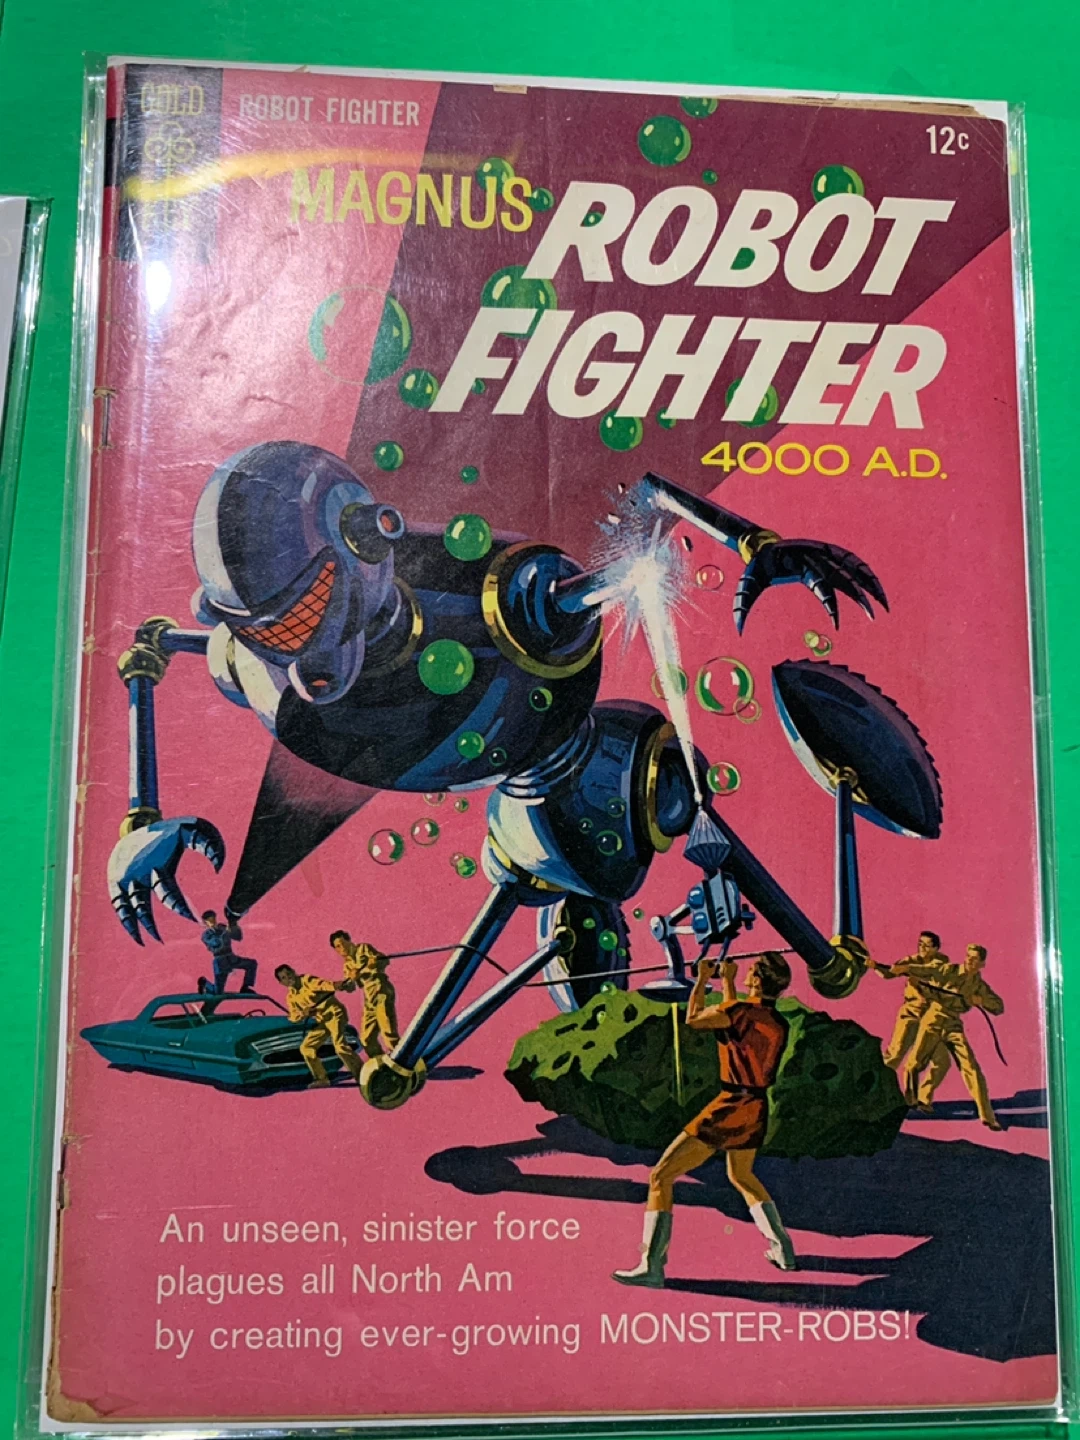 GOLD
KEY
ROBOT FIGHTER
12c
MAGNUS
ROBOT
FIGHTER
4000 A.D.
An unseen, sinister force
plagues all North Am
by creating ever-growing MONSTER-ROBS!